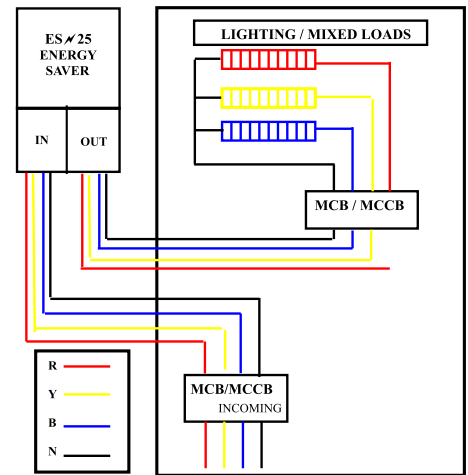 ES 25
ENERGY
SAVER
IN
OUT
LIGHTING / MIXED LOADS
MCB / MCCB
MCB/MCCB
INCOMING
R
Y
B
N